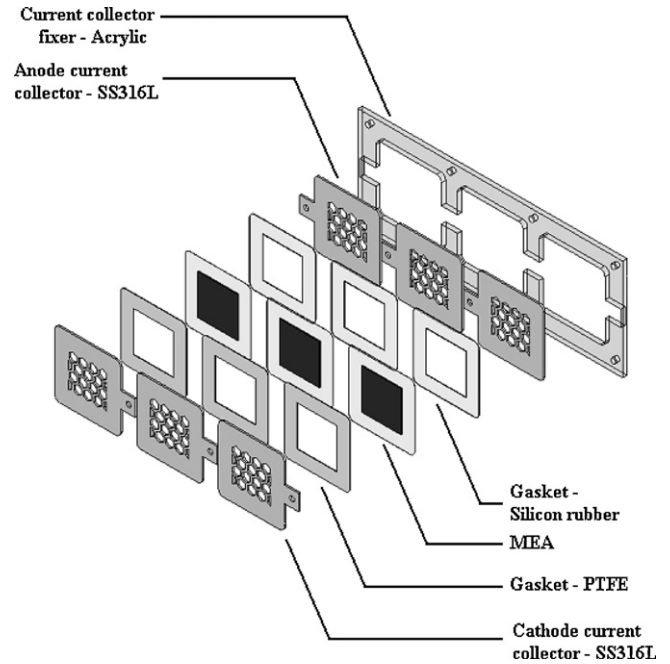 Current collector
fixer - Acrylic
Anode current
collector - SS316L
Gasket -
Silicon rubber
MEA
Gasket - PTFE
Cathode current
collector - SS316L